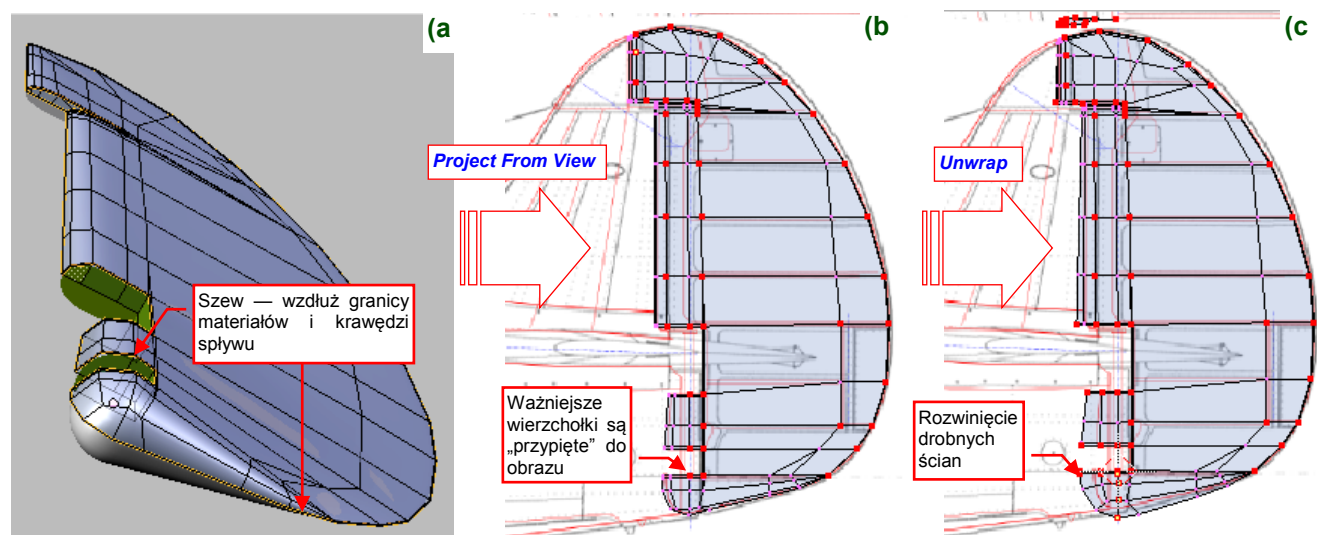 (a
(b
(c
Project From View
Unwrap
Szew — wzdłuż granicy
materiałów i krawędzi
spływu
Ważniejsze
wierzchołki są
„przypięte” do
obrazu
Rozwinięcie
drobnych
ścian